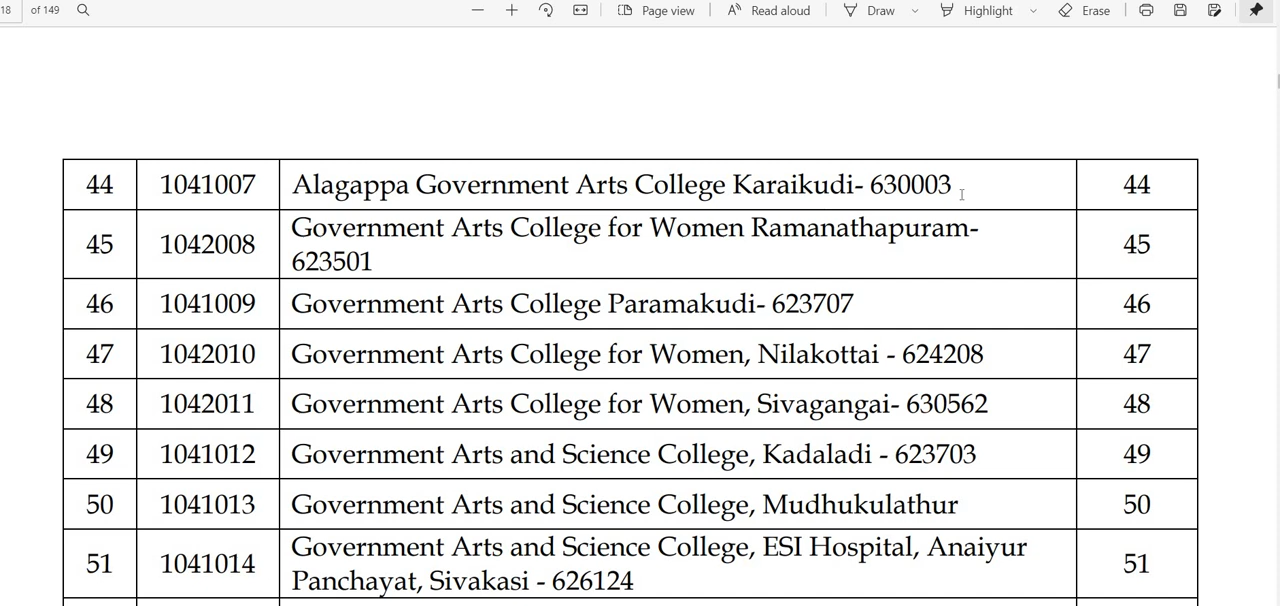 18 of 149 Page view Read aloud Draw Highlight Erase
44 1041007 Alagappa Government Arts College Karaikudi- 630003 44
45 1042008 Government Arts College for Women Ramanathapuram- 45
623501
46 1041009 Government Arts College Paramakudi- 623707 46
47 1042010 Government Arts College for Women, Nilakottai - 624208 47
48 1042011 Government Arts College for Women, Sivagangai- 630562 48
49 1041012 Government Arts and Science College, Kadaladi - 623703 49
50 1041013 Government Arts and Science College, Mudhukulathur 50
51 1041014 Government Arts and Science College, ESI Hospital, Anaiyur 51
Panchayat, Sivakasi - 626124